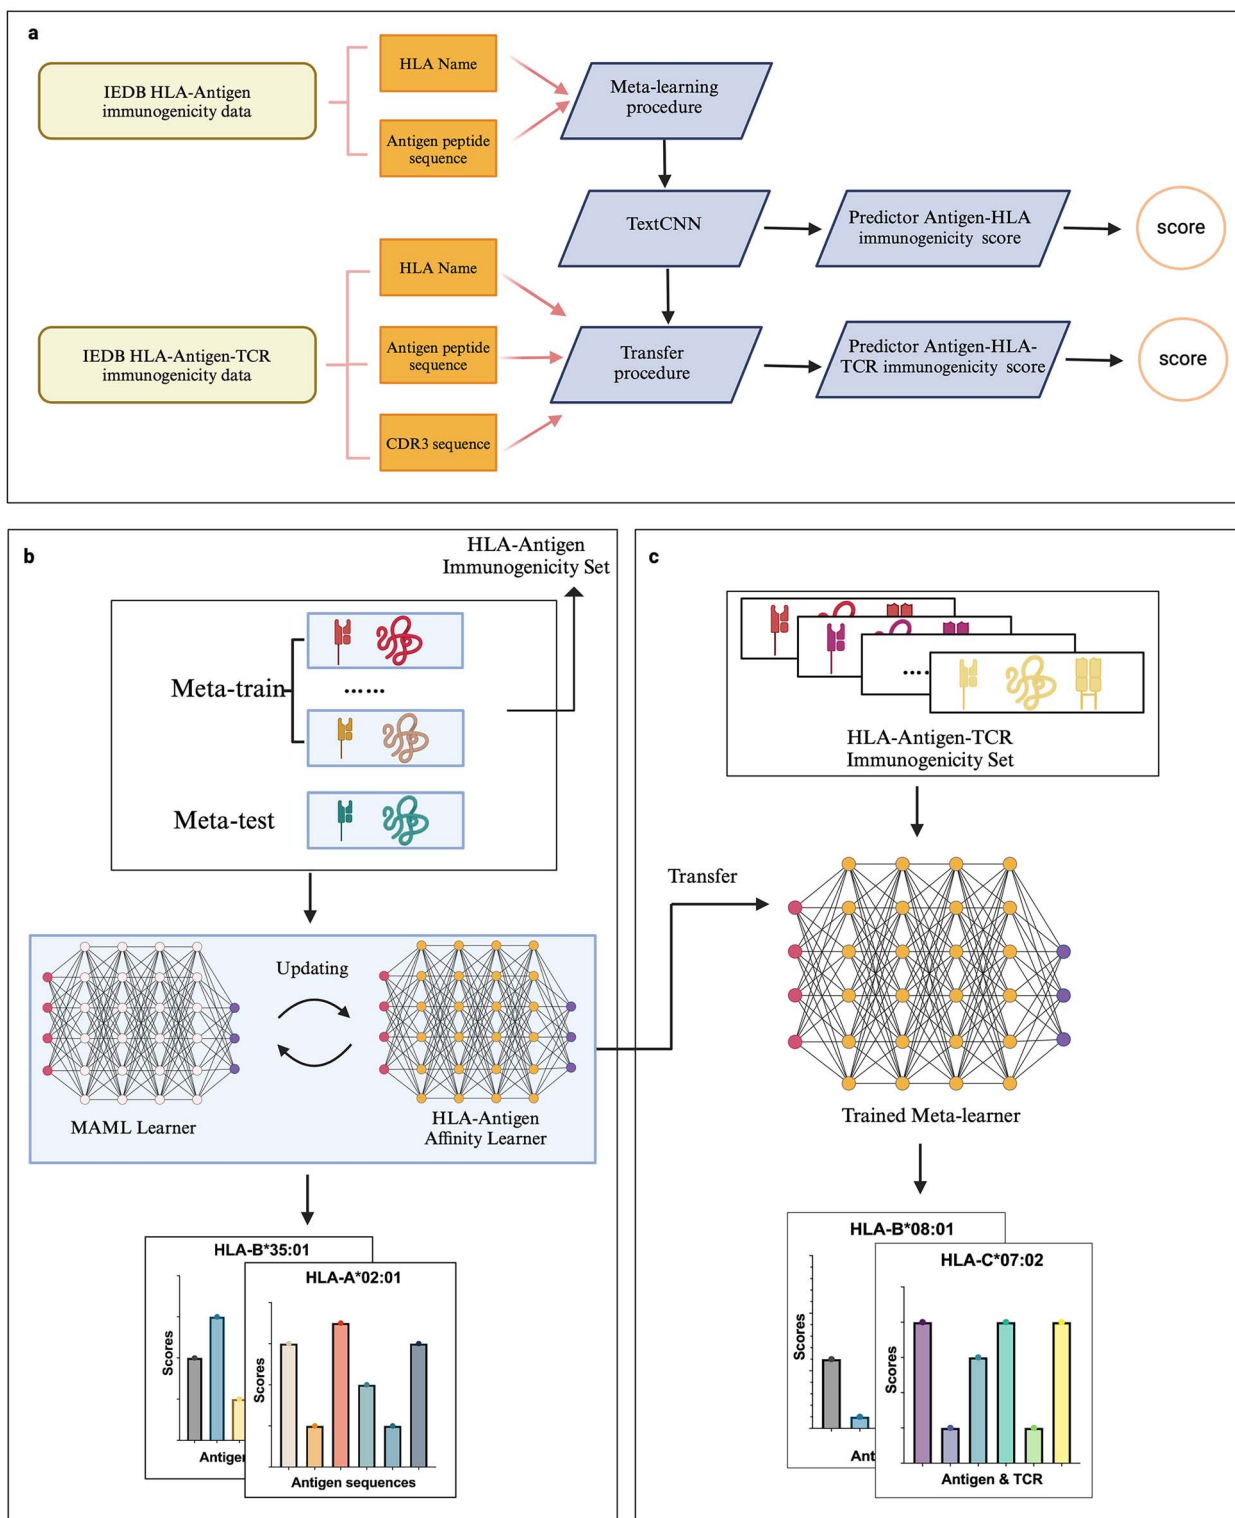 a
IEDB HLA-Antigen
immunogenicity data
HLA Name
Antigen peptide
sequence
Meta-learning
procedure
TextCNN
Predictor Antigen-HLA
immunogenicity score
score
IEDB HLA-Antigen-TCR
immunogenicity data
HLA Name
Antigen peptide
sequence
CDR3 sequence
Transfer
procedure
Predictor Antigen-HLA-
TCR immunogenicity score
score
b
HLA-Antigen
Immunogenicity Set
Meta-train
......
Meta-test
Updating
MAML Learner
HLA-Antigen
Affinity Learner
HLA-B*35:01
Scores
Antigen
HLA-A*02:01
Scores
Antigen sequences
c
....
HLA-Antigen-TCR
Immunogenicity Set
Transfer
Trained Meta-learner
HLA-B*08:01
Scores
Ant
HLA-C*07:02
Scores
Antigen & TCR